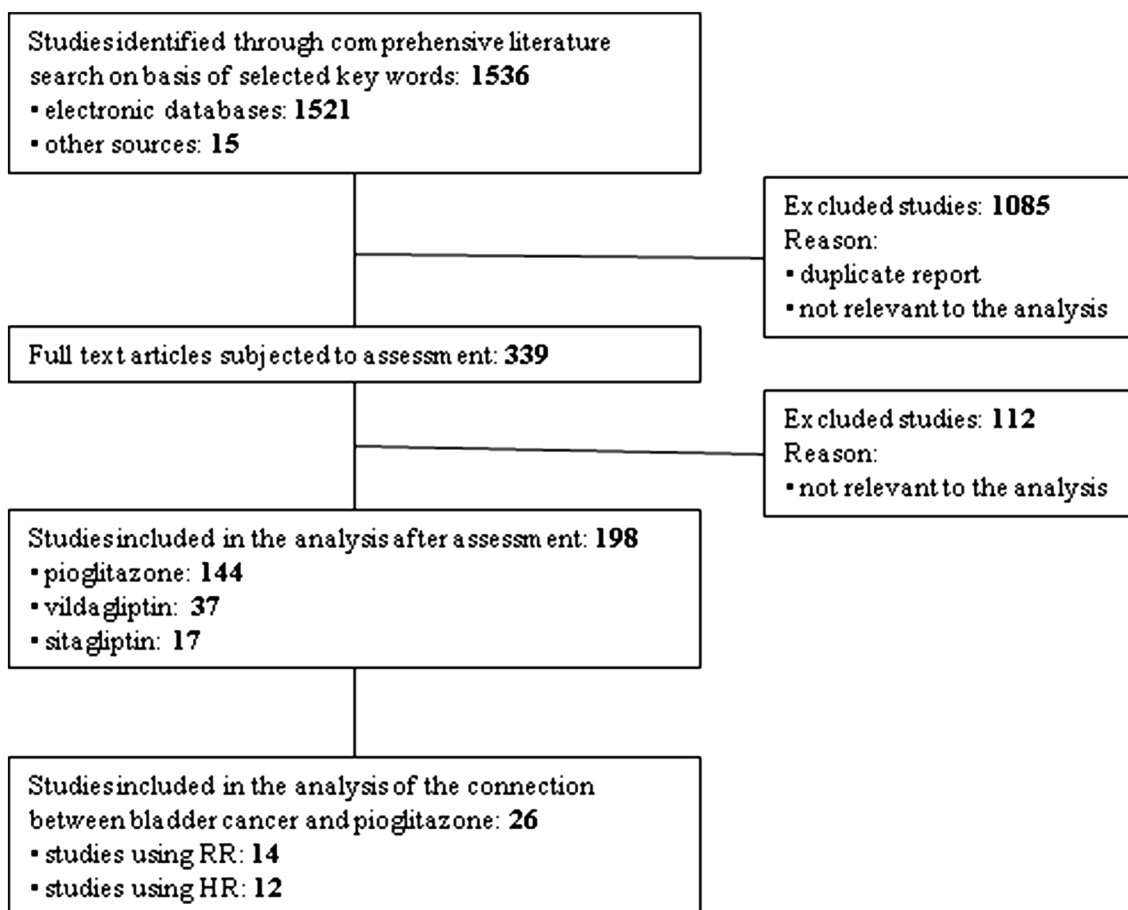 Studies identified through comprehensive literature
search on basis of selected key words: 1536
▪ electronic databases: 1521
▪ other sources: 15
Excluded studies: 1085
Reason:
▪ duplicate report
▪ not relevant to the analysis
Full text articles subjected to assessment: 339
Excluded studies: 112
Reason:
▪ not relevant to the analysis
Studies included in the analysis after assessment: 198
▪ pioglitazone: 144
▪ vildagliptin: 37
▪ sitagliptin: 17
Studies included in the analysis of the connection
between bladder cancer and pioglitazone: 26
▪ studies using RR: 14
▪ studies using HR: 12